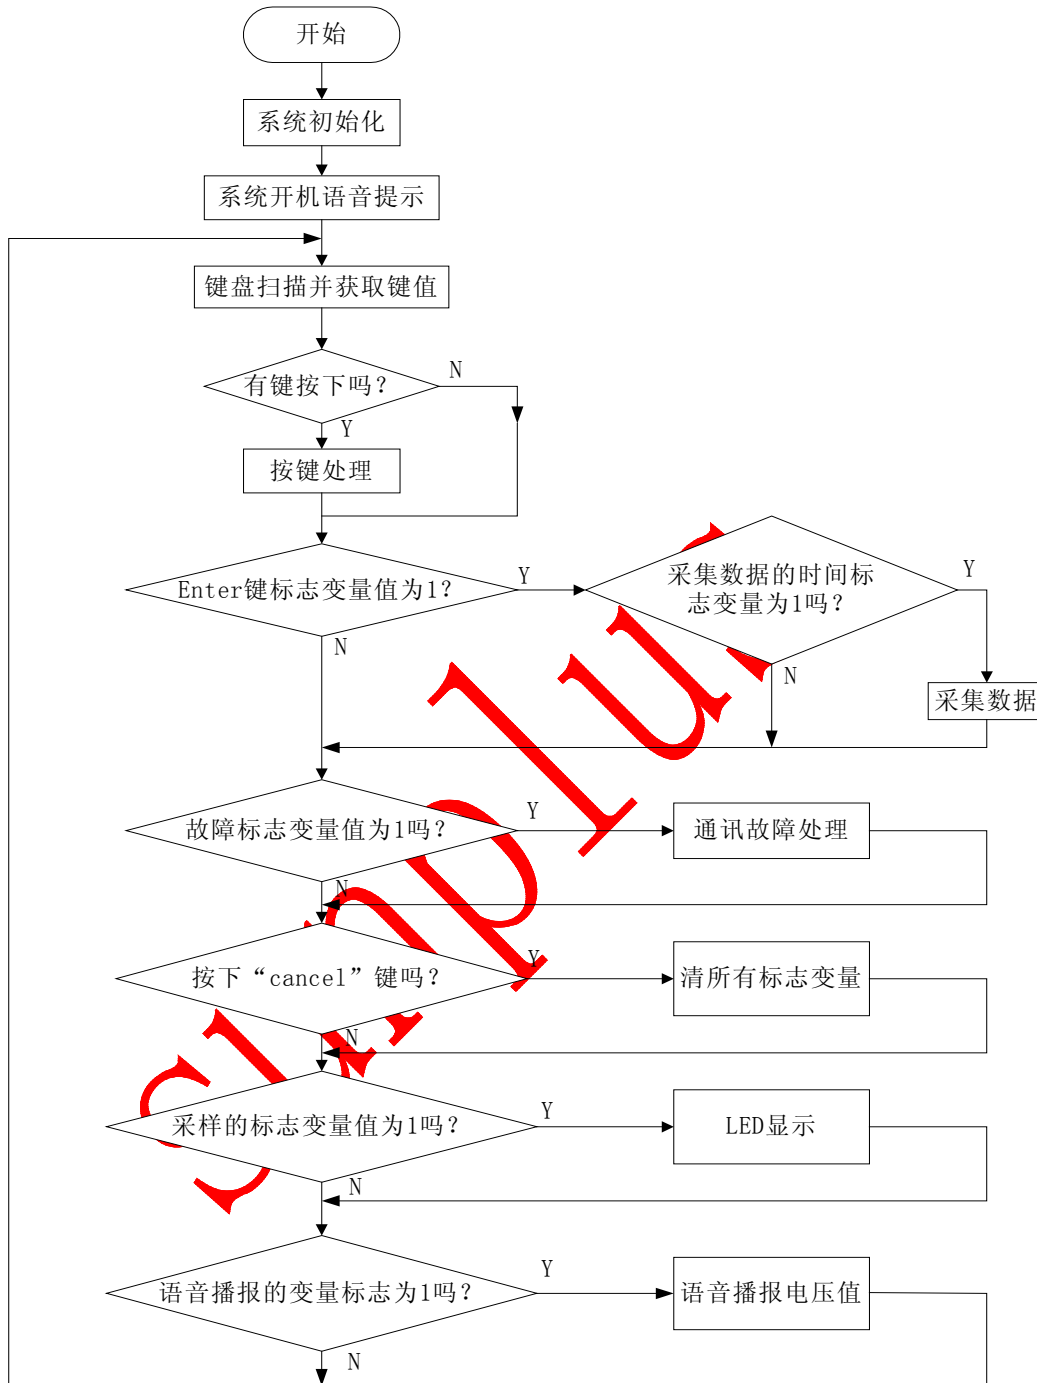 开始
系统初始化
系统开机语音提示
键盘扫描并获取键值
有键按下吗？
N
Y
按键处理
Enter键标志变量值为1？
Y
采集数据的时间标
志变量为1吗？
Y
N
N
采集数据
故障标志变量值为1吗？
Y
通讯故障处理
N
按下“cancel”键吗？
Y
清所有标志变量
N
采样的标志变量值为1吗？
Y
LED显示
N
语音播报的变量标志为1吗？
Y
语音播报电压值
N